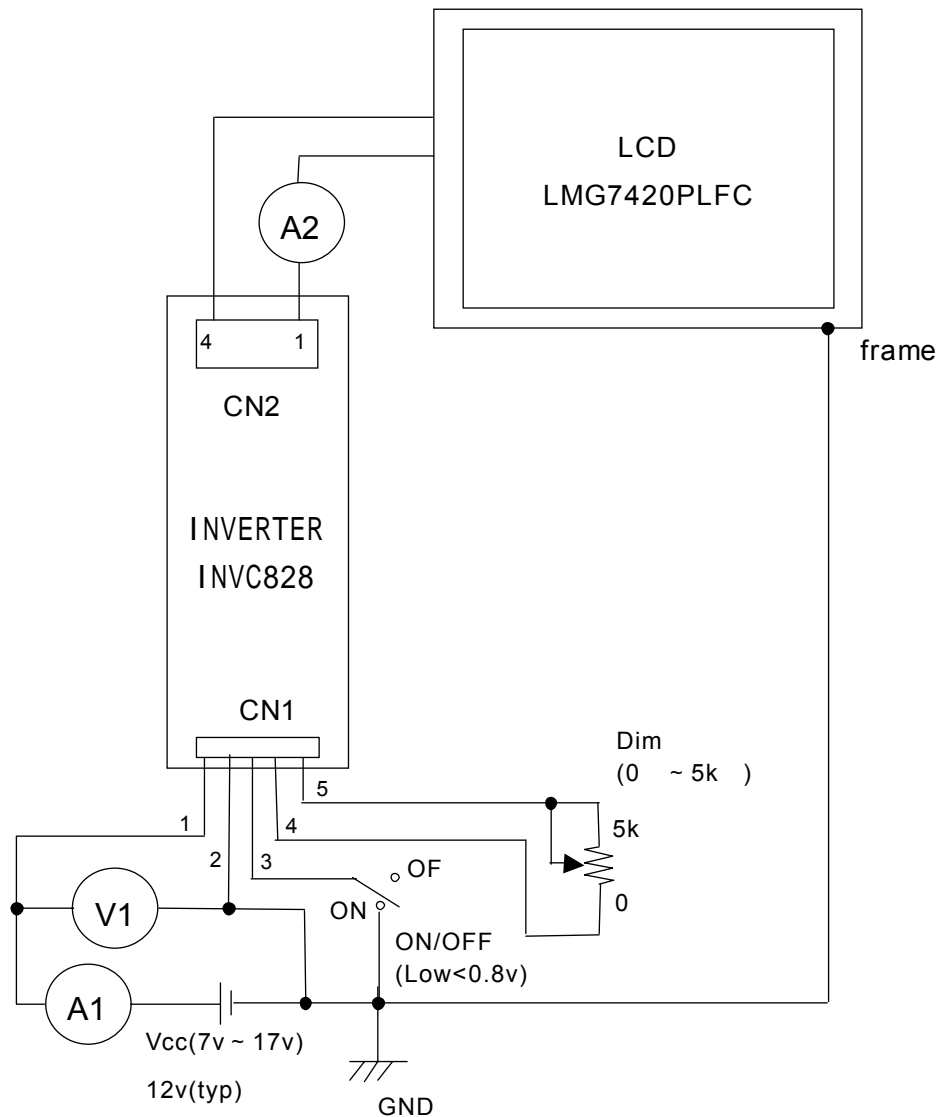 LCD
LMG7420PLFC
A2
4 1
frame
CN2
INVERTER
INVC828
CN1
Dim
(0 ~ 5k )
5
1
4
5k
2
3
OF
0
V1
ON
ON/OFF
(Low<0.8v)
A1
Vcc(7v ~ 17v)
12v(typ)
GND